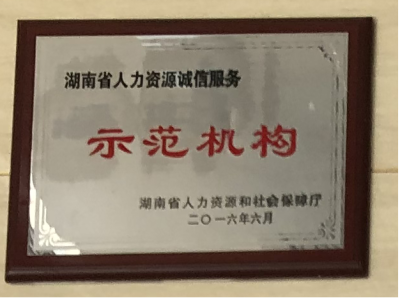 湖南省人力资源诚信服务
示范机构
湖南省人力资源和社会保障厅
二〇一六年六月